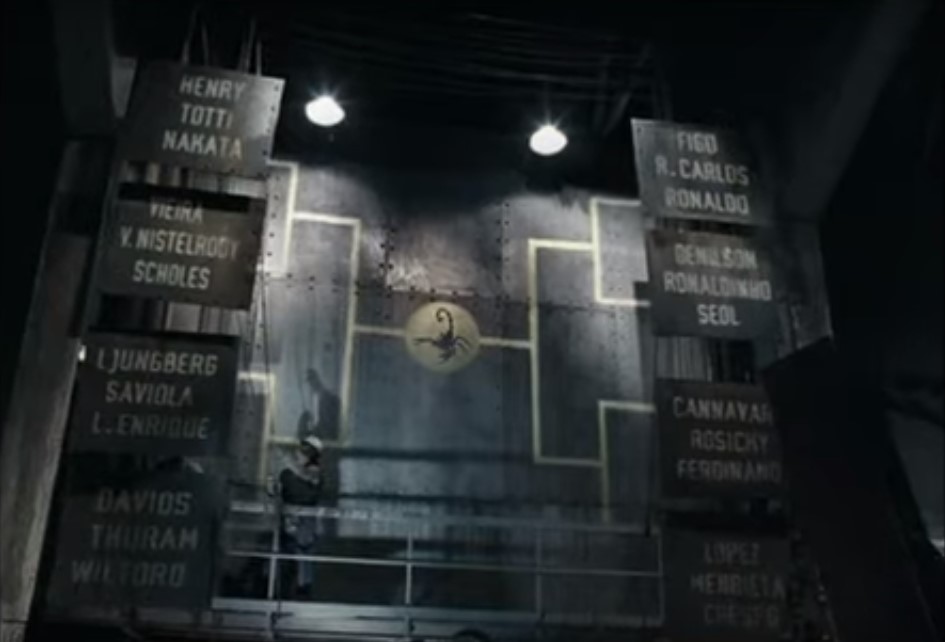 HENRY
TOTTI
NAKATA
VIEIRA
V. NISTELROOY
SCHOLES
LJUNGBERG
SAVIOLA
L. ENRIQUE
DAVIDS
THURAM
WILTORD
FIGO
R. CARLOS
RONALDO
DENILSON
RONALDINHO
SEOL
CANNAVAR
ROSICKY
FERDINAND
LOPEZ
MENDIETA
CRESPO